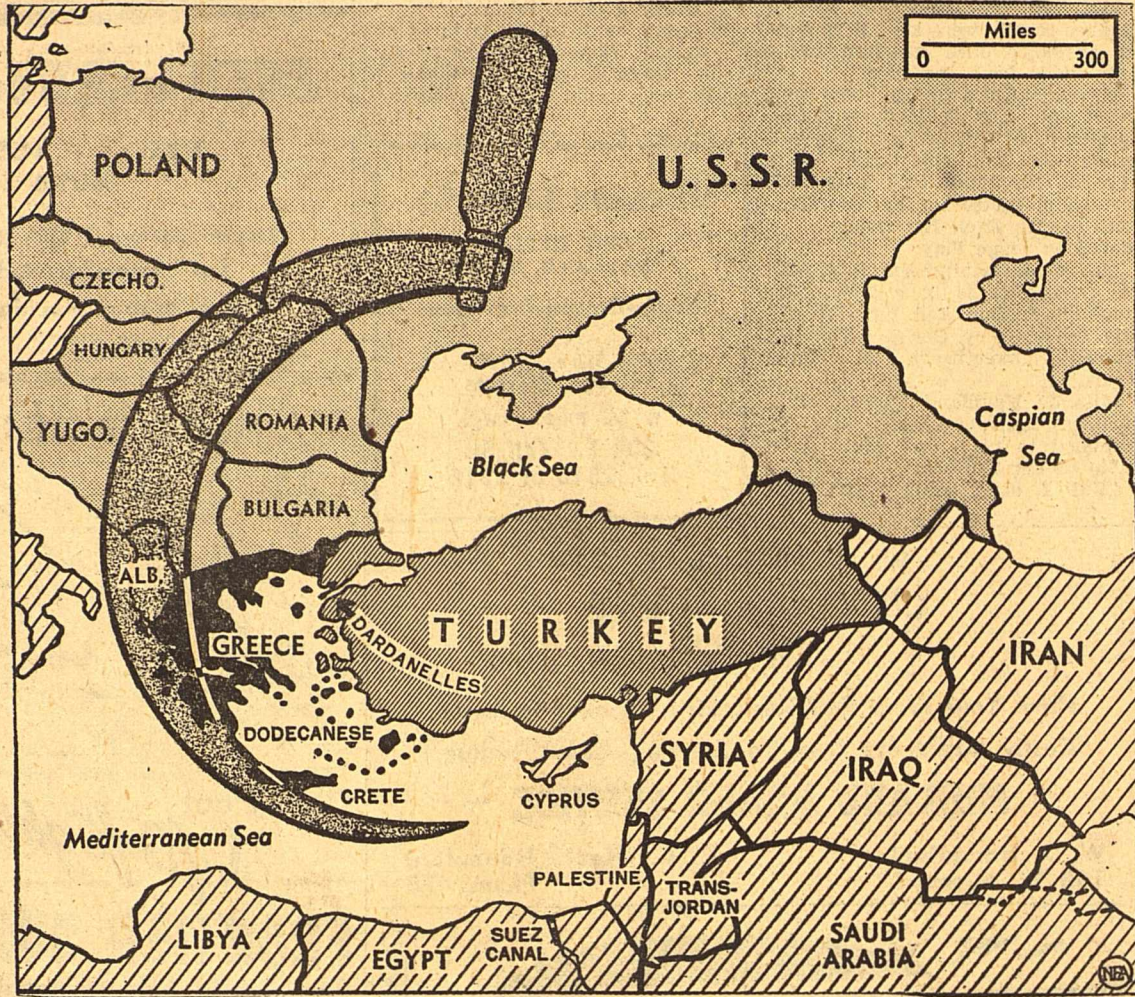 Miles
0 300
POLAND
U. S. S. R.
CZECHO.
HUNGARY
YUGO.
ROMANIA
Caspian
Sea
Black Sea
BULGARIA
ALB.
GREECE
TURKEY
DARDANELLES
IRAN
DODECANESE
SYRIA
IRAQ
CRETE
CYPRUS
Mediterranean Sea
PALESTINE
TRANS-
JORDAN
LIBYA
EGYPT
SUEZ
CANAL
SAUDI
ARABIA
NEA